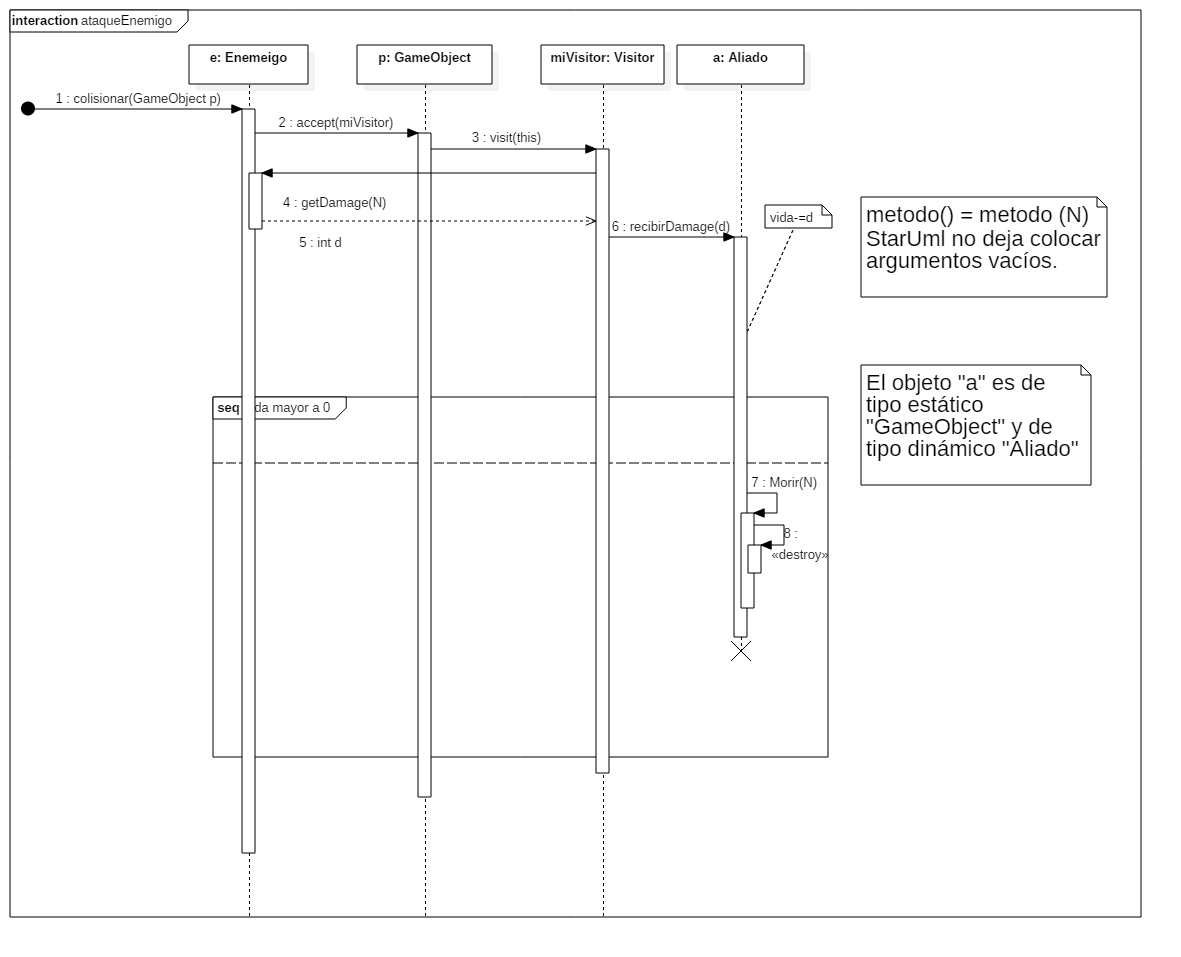 interaction ataqueEnemigo
e: Enemeigo
p: GameObject
miVisitor: Visitor
a: Aliado
1 : colisionar(GameObject p)
2 : accept(miVisitor)
3 : visit(this)
4 : getDamage(N)
5 : int d
6 : recibirDamage(d)
vida-=d
metodo() = metodo (N)
StarUml no deja colocar
argumentos vacíos.
El objeto "a" es de
tipo estático
"GameObject" y de
tipo dinámico "Aliado"
seq da mayor a 0
7 : Morir(N)
8 :
«destroy»